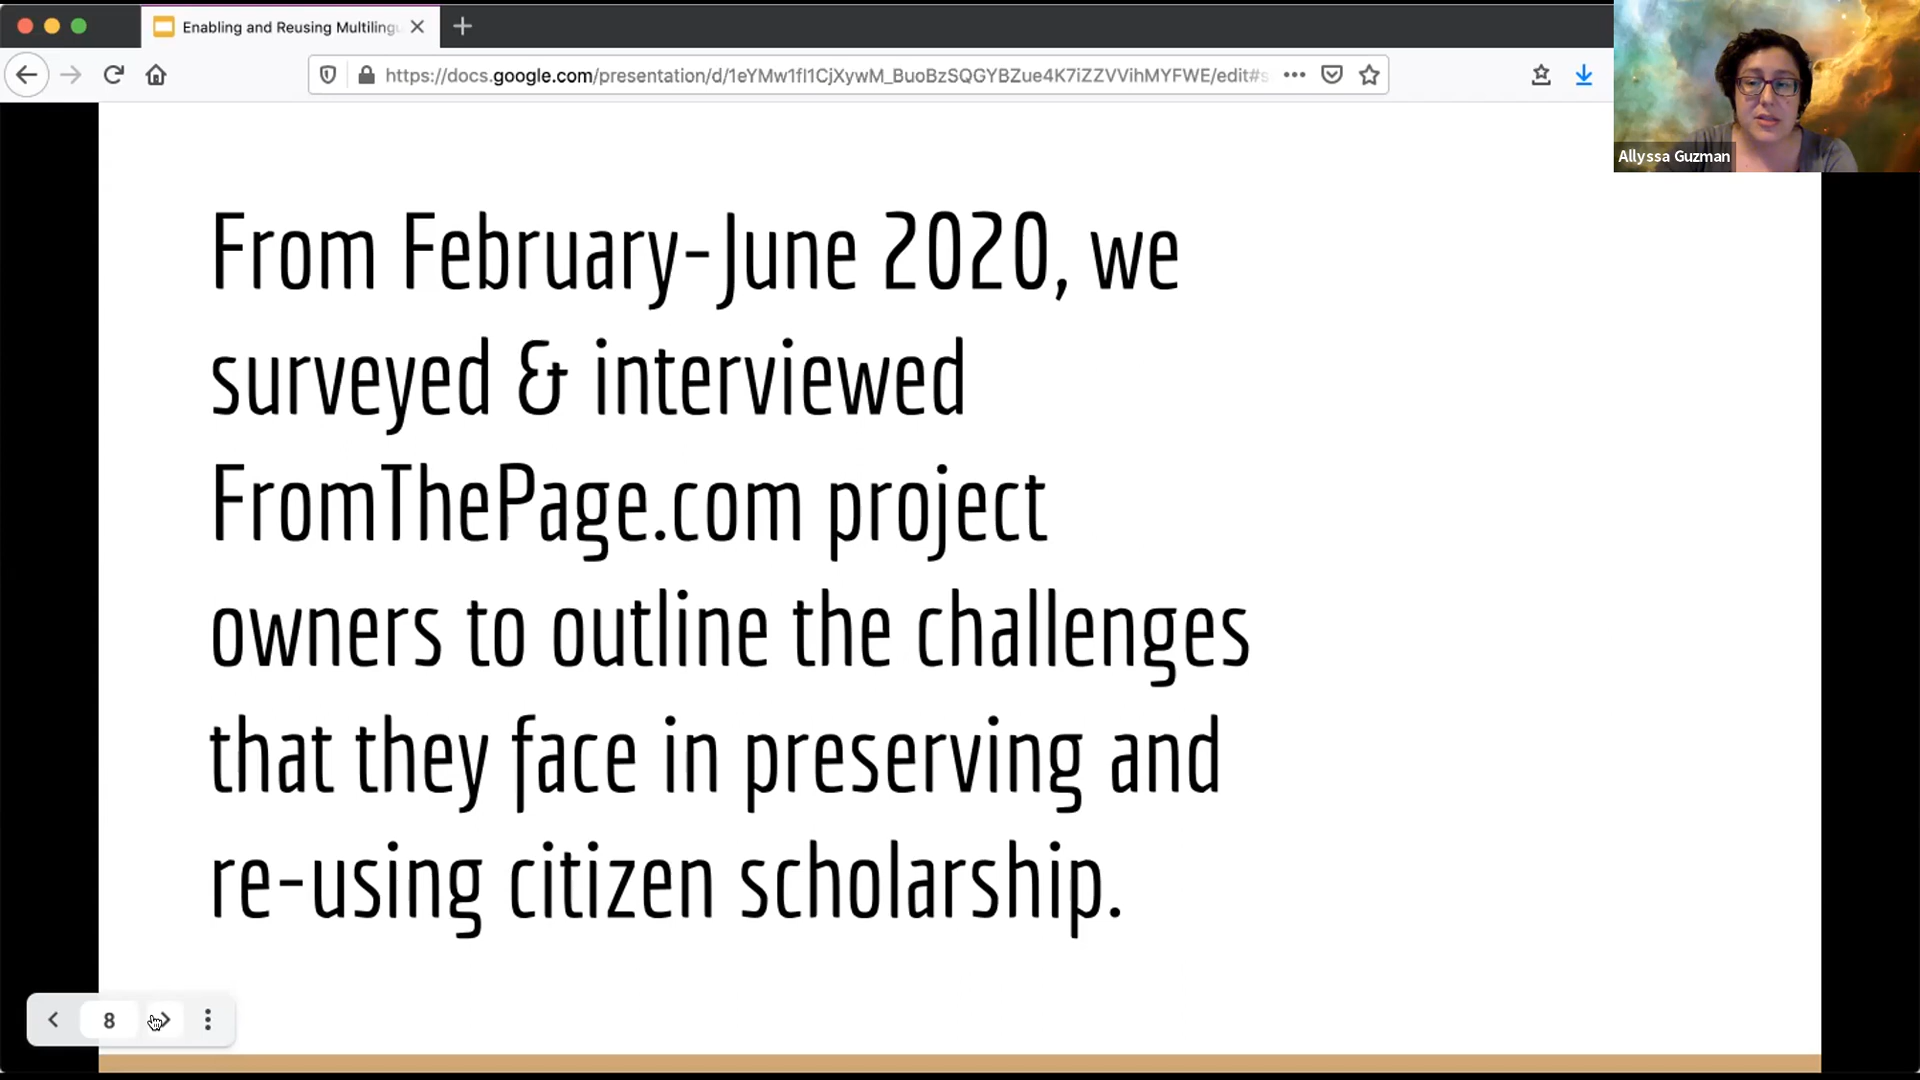 Enabling and Reusing Multiling
https://docs.google.com/presentation/d/1eYMw1fI1CjXywM_BuoBzSQGYBZue4K7iZZVVihMYFWE/edit#s
Allyssa Guzman
From February-June 2020, we
surveyed & interviewed
FromThePage.com project
owners to outline the challenges
that they face in preserving and
re-using citizen scholarship.
8